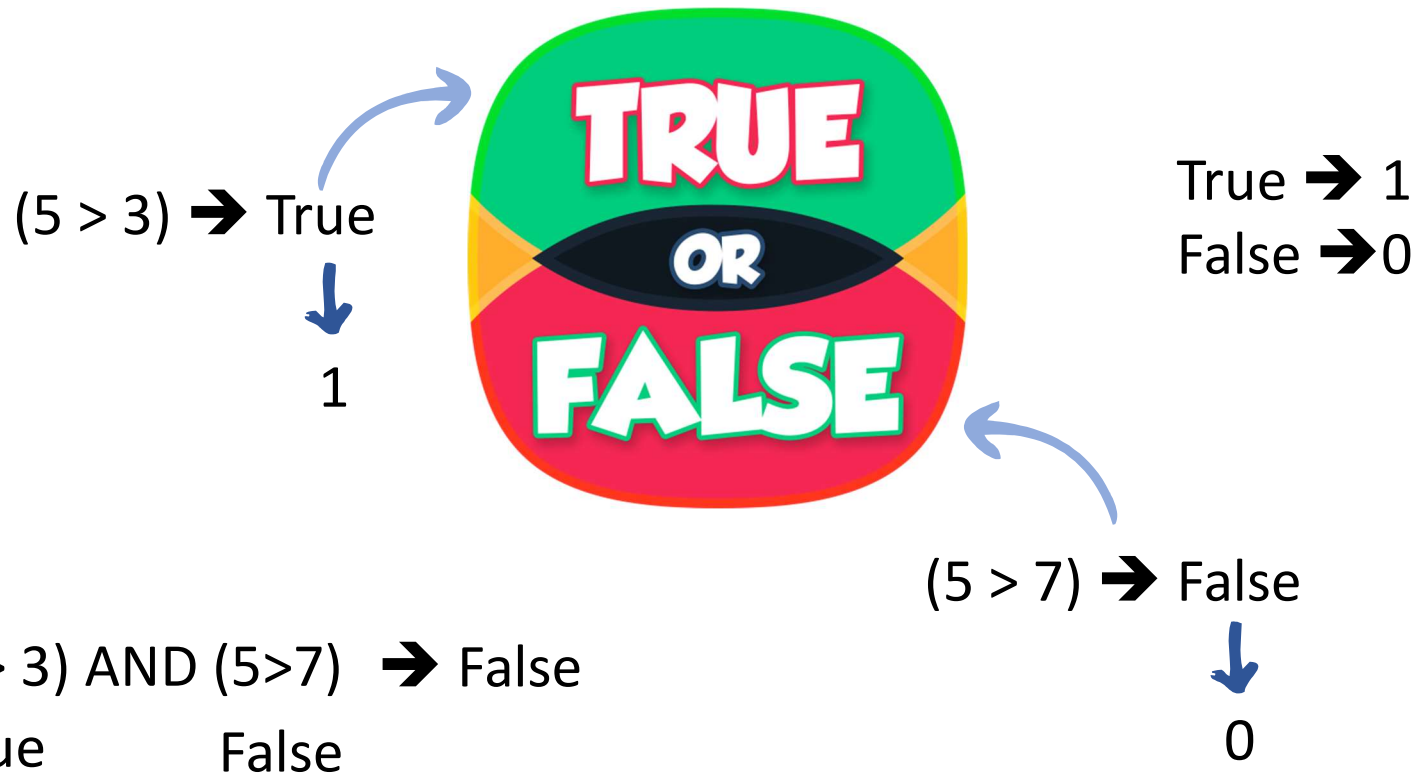 TRUE
OR
FALSE
(5 > 3) ➔ True
1
True ➔ 1
False ➔ 0
(5 > 7) ➔ False
0
> 3) AND (5>7) ➔ False
False